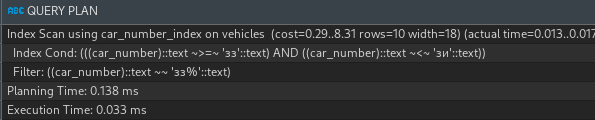 ABC QUERY PLAN
Index Scan using car_number_index on vehicles (cost=0.29..8.31 rows=10 width=18) (actual time=0.013..0.017
Index Cond: (((car_number)::text ~>=~ 'зз'::text) AND ((car_number)::text ~<~ 'зи'::text))
Filter: ((car_number)::text ~~ 'зз%'::text)
Planning Time: 0.138 ms
Execution Time: 0.033 ms